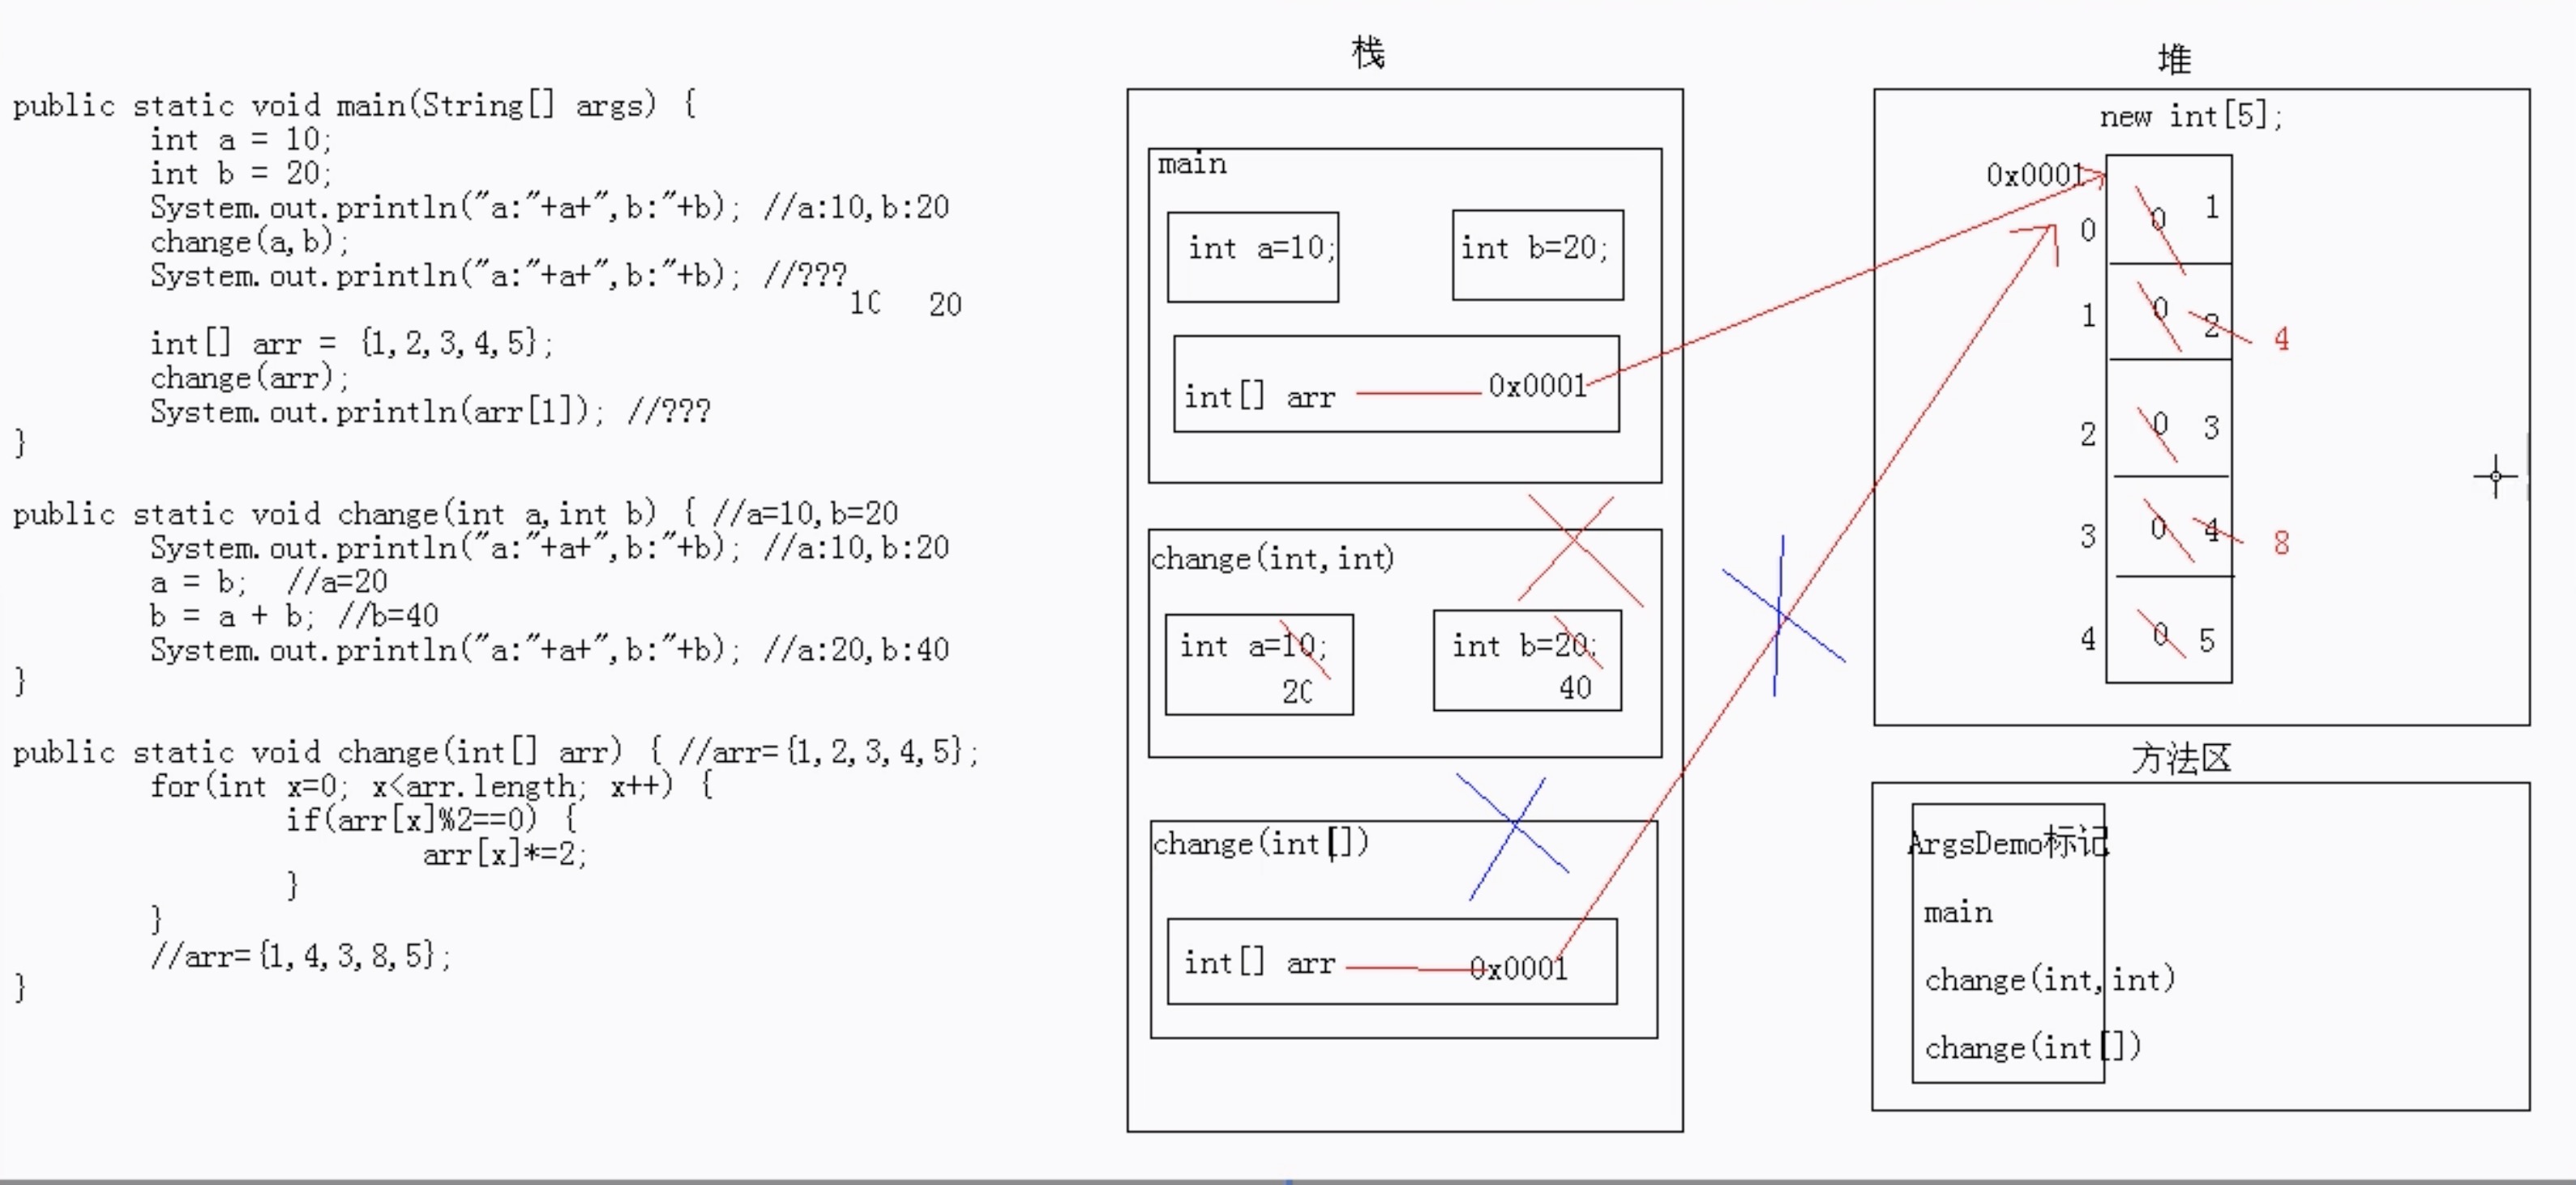 public static void main(String[] args) {
int a = 10;
int b = 20;
System.out.println("a:"+a+",b:"+b); //a:10,b:20
change(a,b);
System.out.println("a:"+a+",b:"+b); //???
10 20
int[] arr = {1,2,3,4,5};
change(arr);
System.out.println(arr[1]); //???
}
public static void change(int a,int b) { //a=10,b=20
System.out.println("a:"+a+",b:"+b); //a:10,b:20
a = b; //a=20
b = a + b; //b=40
System.out.println("a:"+a+",b:"+b); //a:20,b:40
}
public static void change(int[] arr) { //arr={1,2,3,4,5};
for(int x=0; x<arr.length; x++) {
if(arr[x]%2==0) {
arr[x]*=2;
}
}
//arr={1,4,3,8,5};
}
栈
main
int a=10;
int b=20;
int[] arr 0x0001
change(int,int)
int a=10;
20
int b=20;
40
change(int[])
int[] arr 0x0001
堆
new int[5];
0x0001
0 0 1
1 0 2 4
2 0 3
3 0 4 8
4 0 5
方法区
ArgsDemo标记
main
change(int,int)
change(int[])